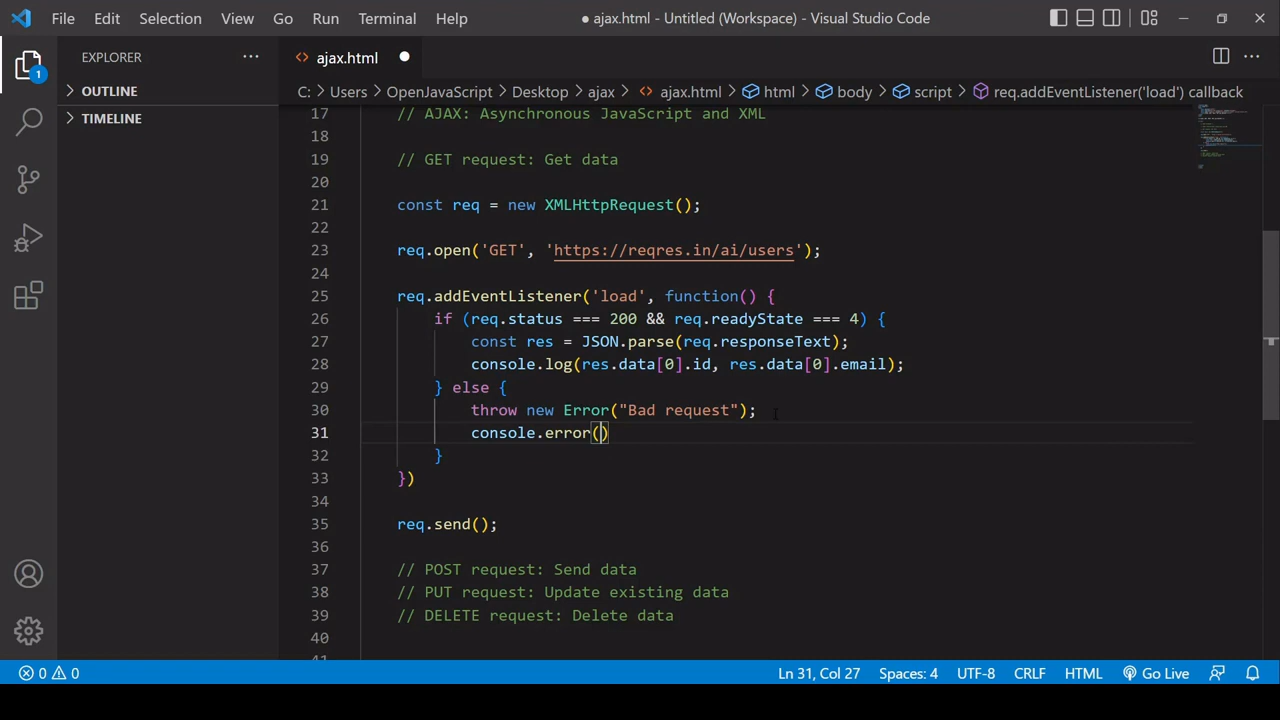 File Edit Selection View Go Run Terminal Help ● ajax.html - Untitled (Workspace) - Visual Studio Code
EXPLORER
OUTLINE
TIMELINE
1
<> ajax.html ●
C: > Users > OpenJavaScript > Desktop > ajax > <> ajax.html > html > body > script > req.addEventListener('load') callback
17 // AJAX: Asynchronous JavaScript and XML
18
19 // GET request: Get data
20
21 const req = new XMLHttpRequest();
22
23 req.open('GET', 'https://reqres.in/ai/users');
24
25 req.addEventListener('load', function() {
26 if (req.status === 200 && req.readyState === 4) {
27 const res = JSON.parse(req.responseText);
28 console.log(res.data[0].id, res.data[0].email);
29 } else {
30 throw new Error("Bad request");
31 console.error()
32 }
33 })
34
35 req.send();
36
37 // POST request: Send data
38 // PUT request: Update existing data
39 // DELETE request: Delete data
40
0 0 Ln 31, Col 27 Spaces: 4 UTF-8 CRLF HTML Go Live